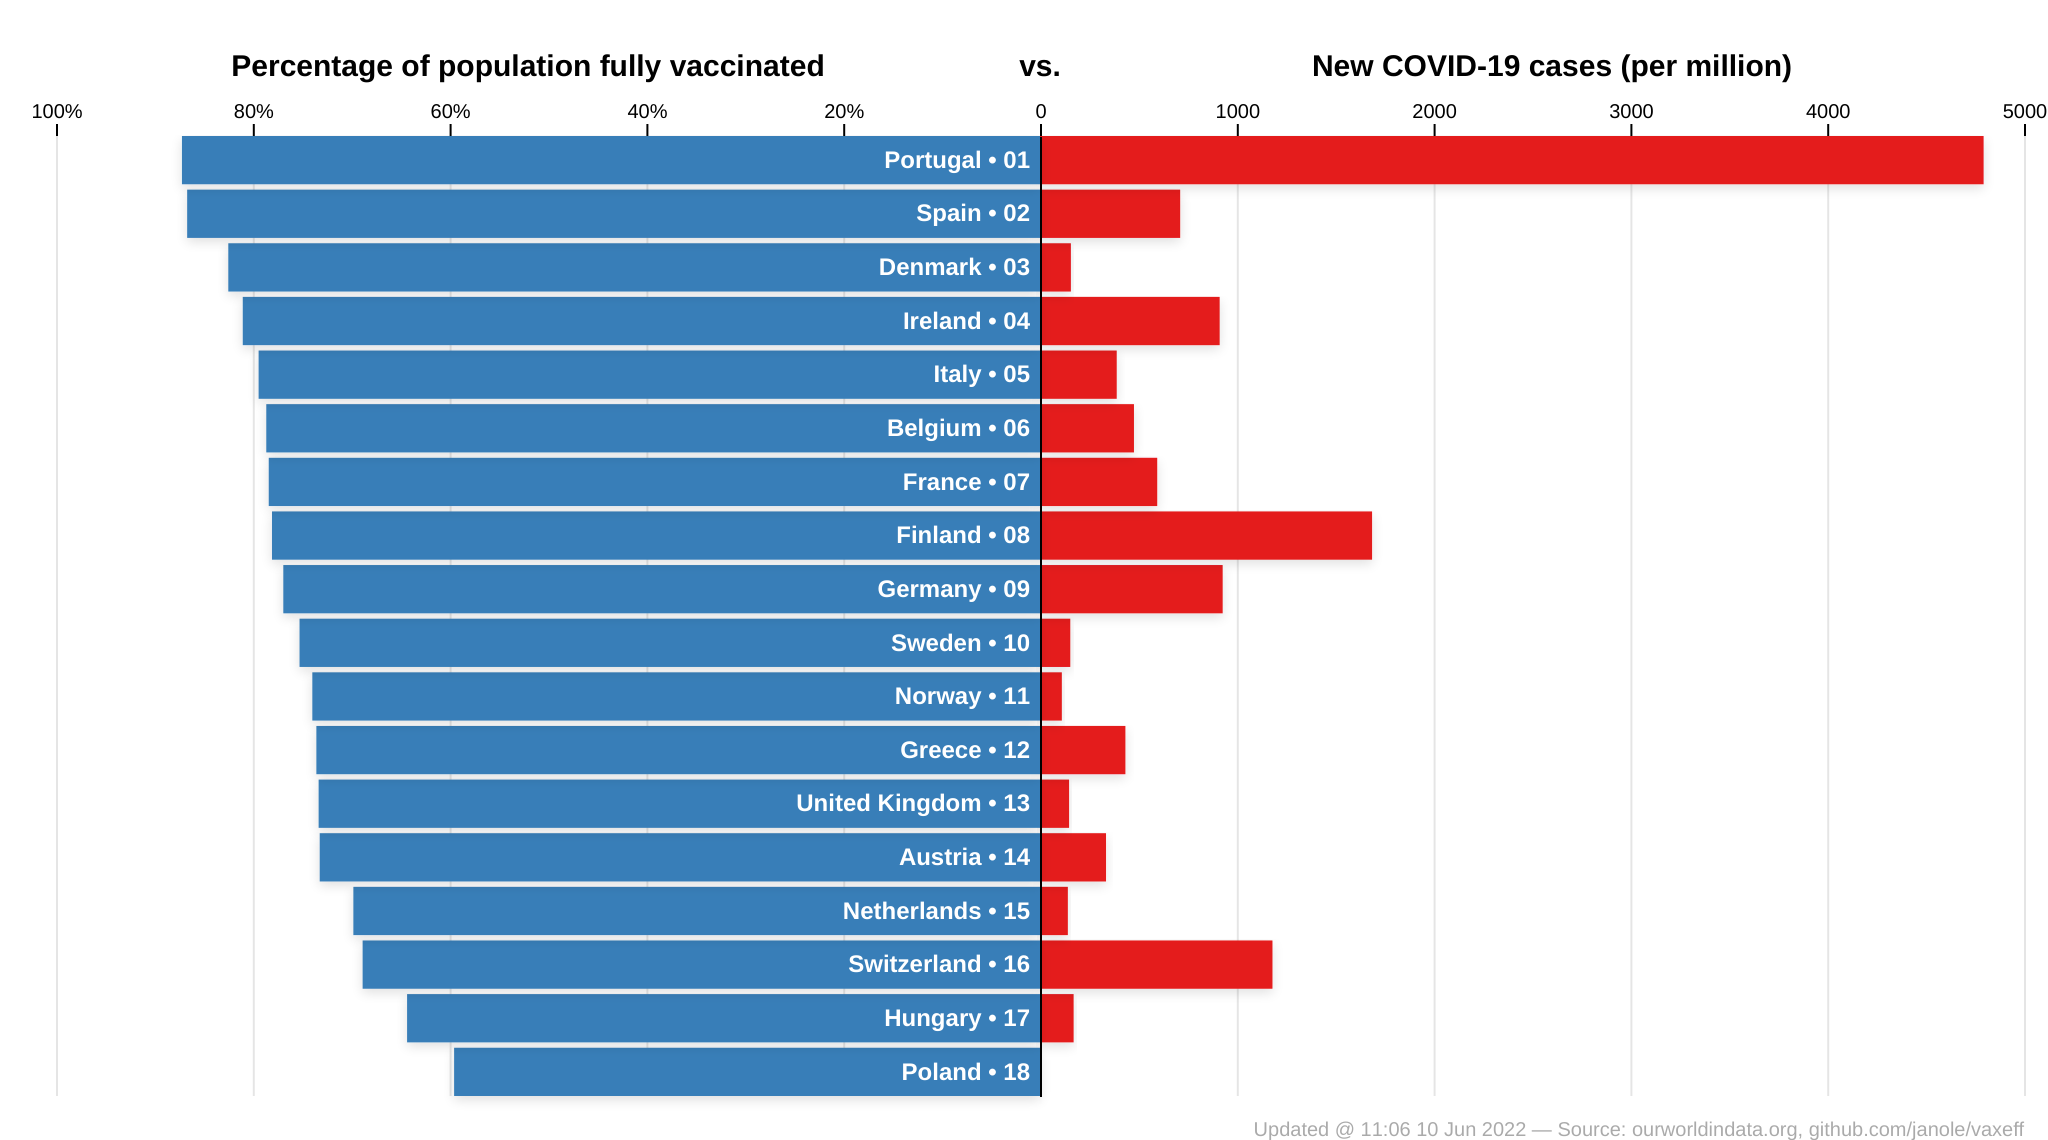 Percentage of population fully vaccinated vs. New COVID-19 cases (per million)
100% 80% 60% 40% 20% 0 1000 2000 3000 4000 5000
Portugal • 01
Spain • 02
Denmark • 03
Ireland • 04
Italy • 05
Belgium • 06
France • 07
Finland • 08
Germany • 09
Sweden • 10
Norway • 11
Greece • 12
United Kingdom • 13
Austria • 14
Netherlands • 15
Switzerland • 16
Hungary • 17
Poland • 18
Updated @ 11:06 10 Jun 2022 — Source: ourworldindata.org, github.com/janole/vaxeff